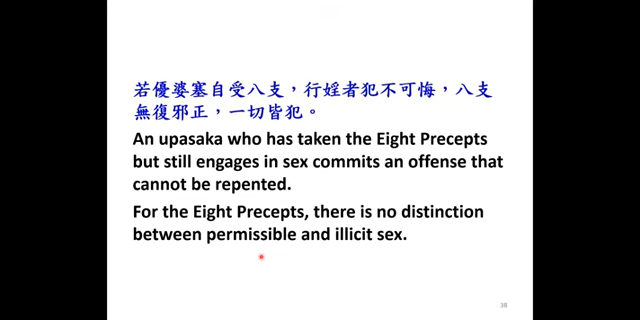 若優婆塞自受八支，行婬者犯不可悔，八支
無復邪正，一切皆犯。
An upasaka who has taken the Eight Precepts
but still engages in sex commits an offense that
cannot be repented.
For the Eight Precepts, there is no distinction
between permissible and illicit sex.
38